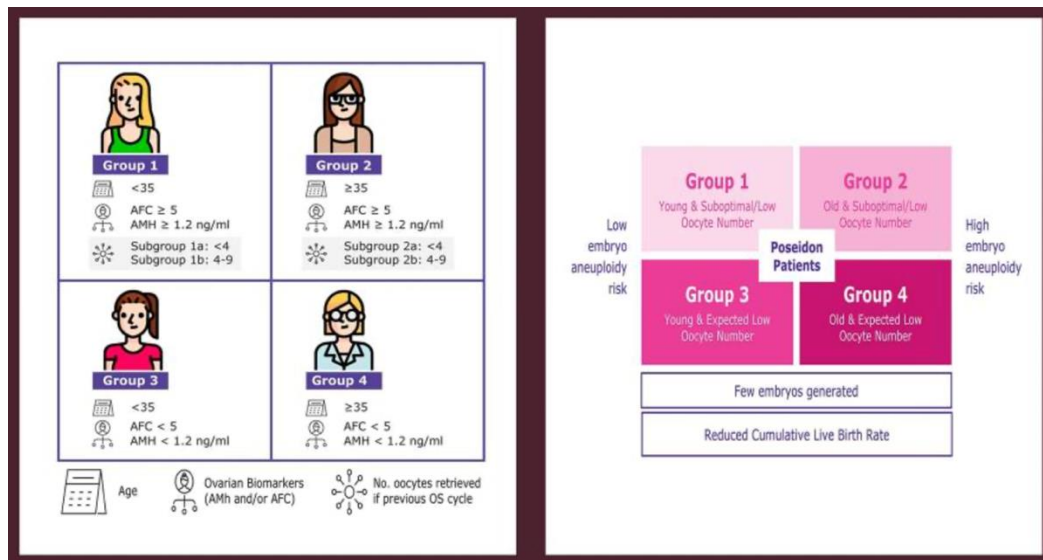 Group 1
<35
AFC ≥ 5
AMH ≥ 1.2 ng/ml
Subgroup 1a: <4
Subgroup 1b: 4-9
Group 2
≥35
AFC ≥ 5
AMH ≥ 1.2 ng/ml
Subgroup 2a: <4
Subgroup 2b: 4-9
Group 3
<35
AFC < 5
AMH < 1.2 ng/ml
Group 4
≥35
AFC < 5
AMH < 1.2 ng/ml
Age
Ovarian Biomarkers
(AMh and/or AFC)
No. oocytes retrieved
if previous OS cycle
Low
embryo
aneuploidy
risk
Group 1
Young & Suboptimal/Low
Oocyte Number
Group 2
Old & Suboptimal/Low
Oocyte Number
Poseidon
Patients
Group 3
Young & Expected Low
Oocyte Number
Group 4
Old & Expected Low
Oocyte Number
High
embryo
aneuploidy
risk
Few embryos generated
Reduced Cumulative Live Birth Rate